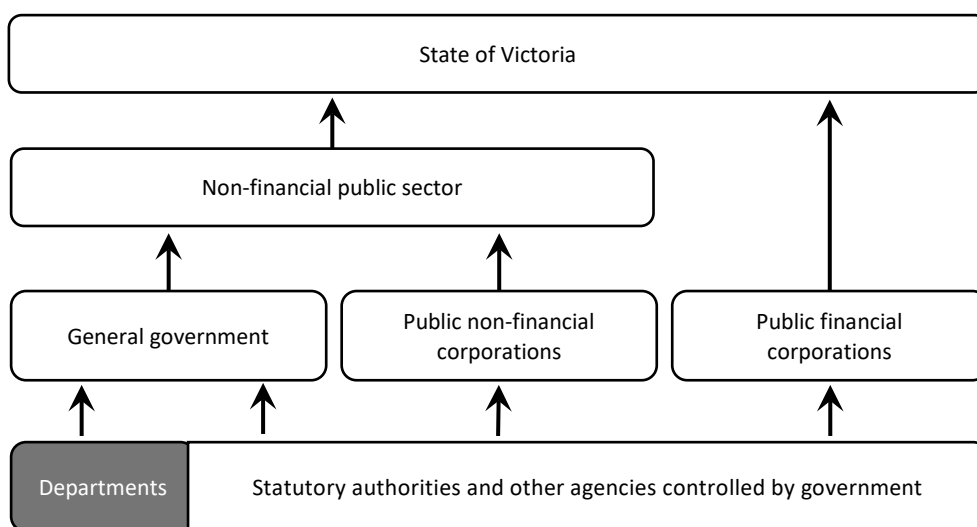 State of Victoria
Non-financial public sector
General government
Public non-financial
corporations
Public financial
corporations
Departments
Statutory authorities and other agencies controlled by government